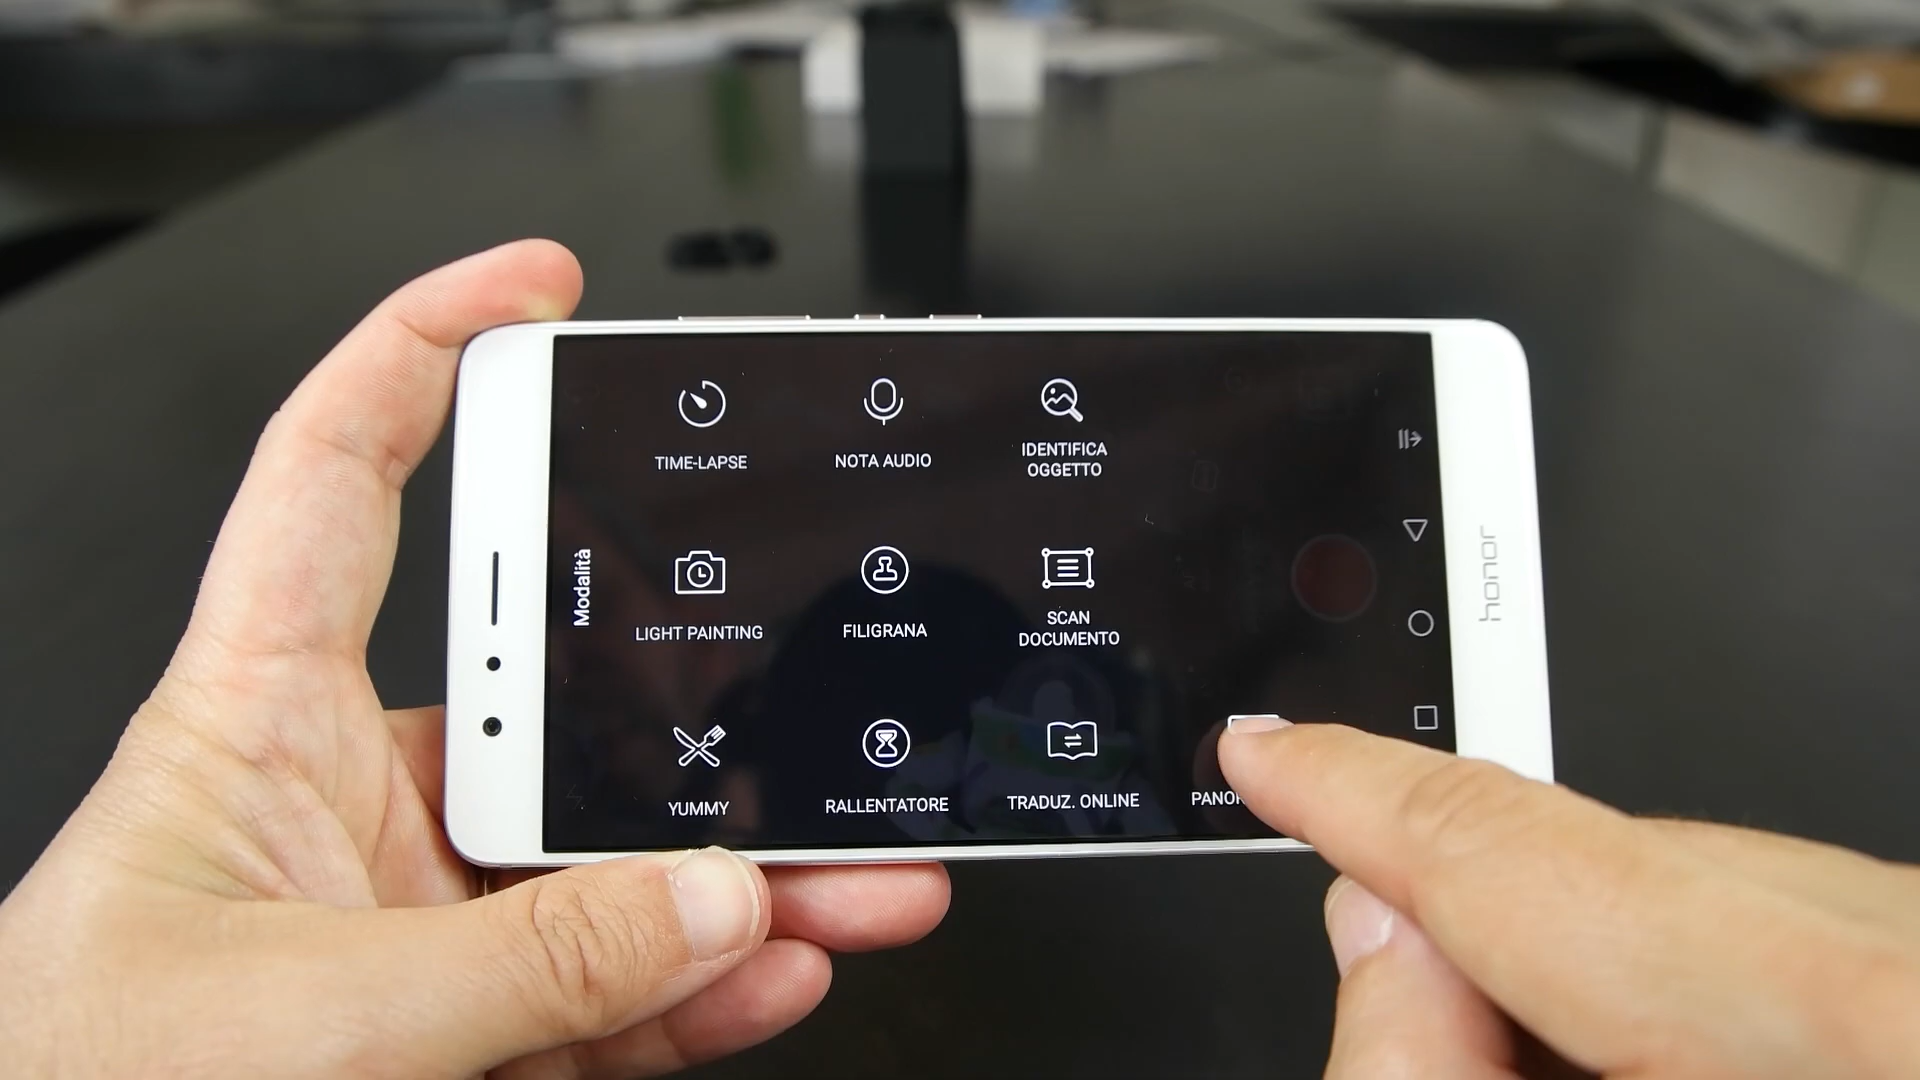 Modalità
TIME-LAPSE
NOTA AUDIO
IDENTIFICA
OGGETTO
LIGHT PAINTING
FILIGRANA
SCAN
DOCUMENTO
YUMMY
RALLENTATORE
TRADUZ. ONLINE
honor